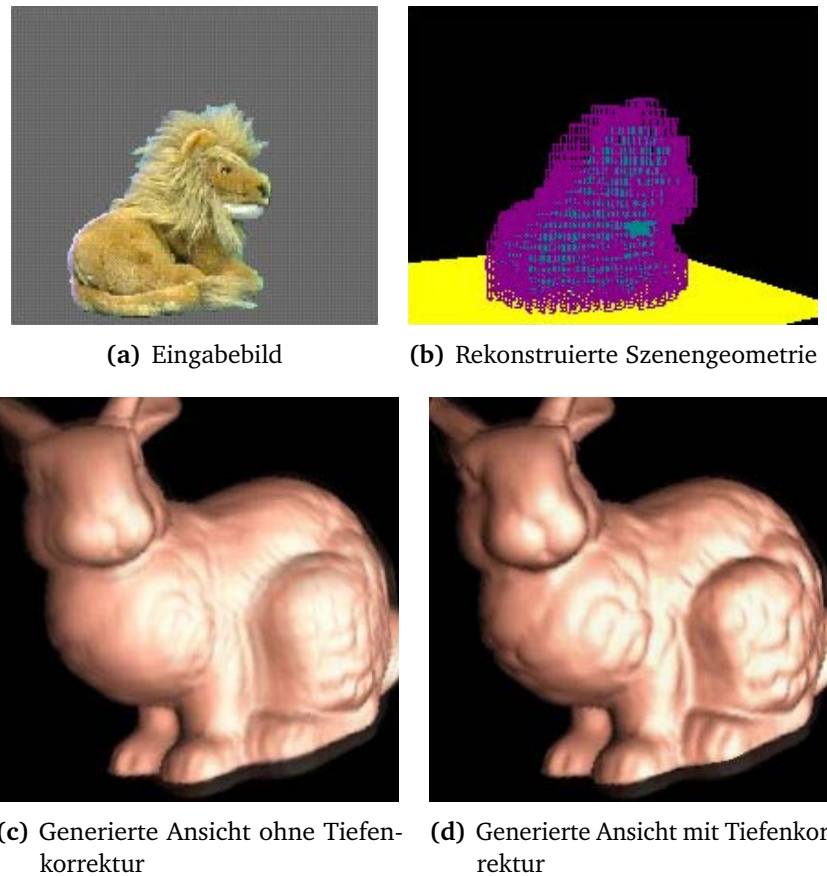 (a) Eingabebild
(b) Rekonstruierte Szenengeometrie
(c) Generierte Ansicht ohne Tiefen-
korrektur
(d) Generierte Ansicht mit Tiefenkor
rektur